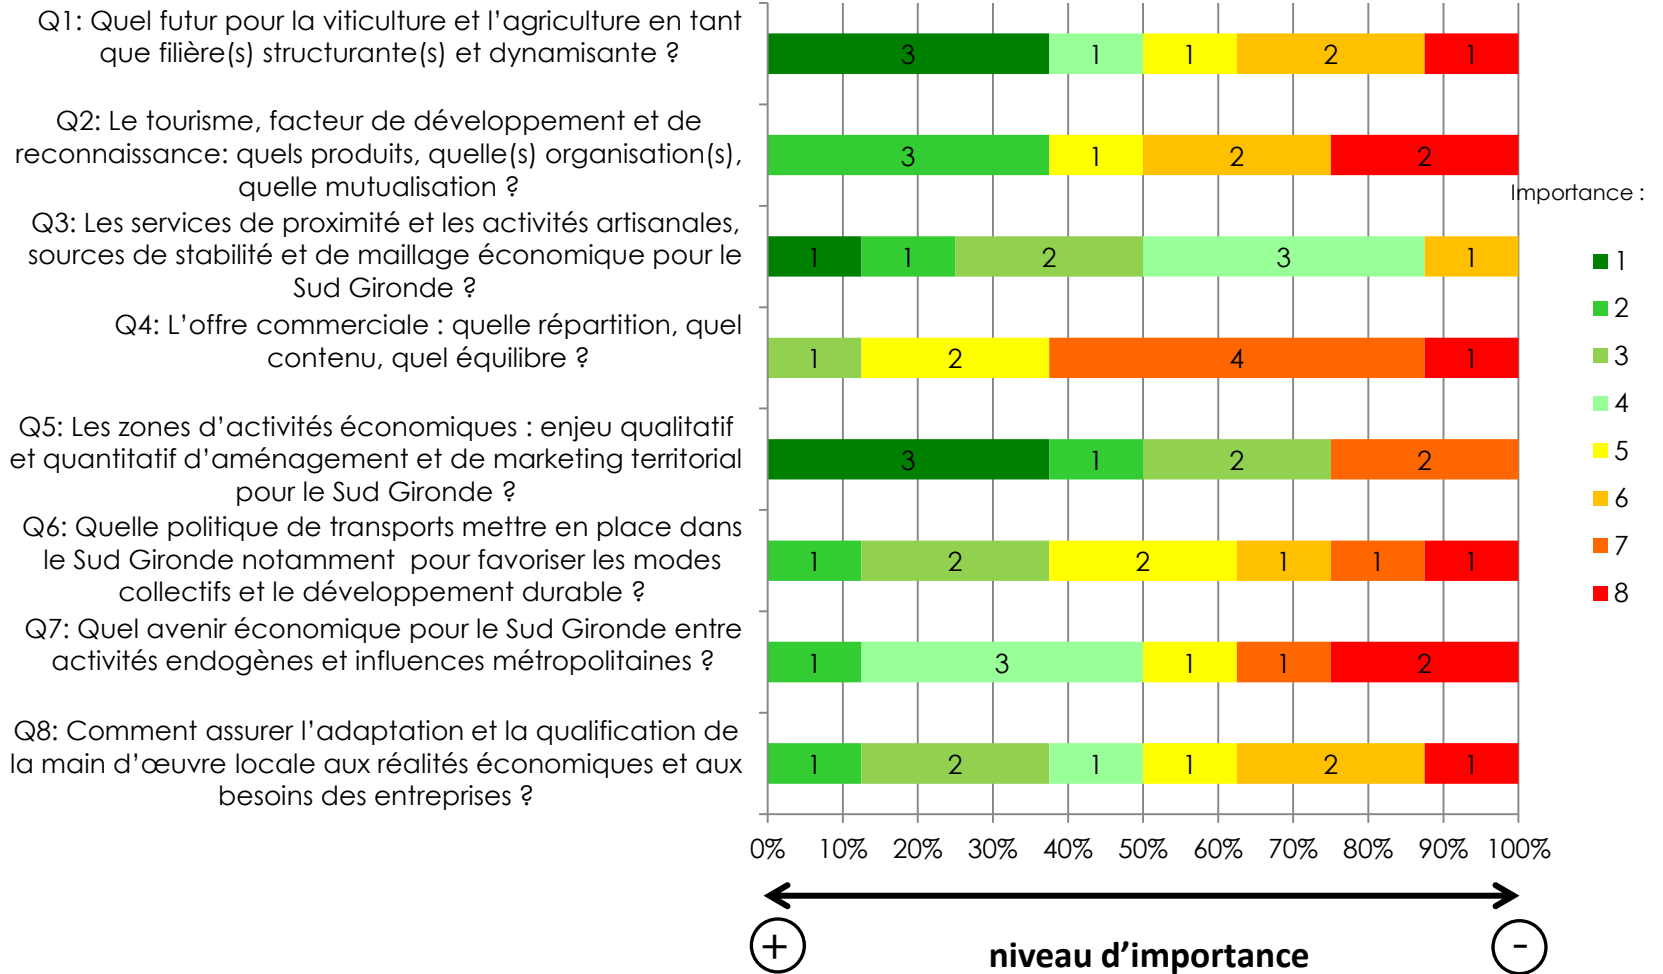 Q1: Quel futur pour la viticulture et l’agriculture en tant
que filière(s) structurante(s) et dynamisante ?
3 1 1 2 1
Q2: Le tourisme, facteur de développement et de
reconnaissance: quels produits, quelle(s) organisation(s),
quelle mutualisation ?
3 1 2 2
Q3: Les services de proximité et les activités artisanales,
sources de stabilité et de maillage économique pour le
Sud Gironde ?
1 1 2 3 1
Q4: L’offre commerciale : quelle répartition, quel
contenu, quel équilibre ?
1 2 4 1
Q5: Les zones d’activités économiques : enjeu qualitatif
et quantitatif d’aménagement et de marketing territorial
pour le Sud Gironde ?
3 1 2 2
Q6: Quelle politique de transports mettre en place dans
le Sud Gironde notamment  pour favoriser les modes
collectifs et le développement durable ?
1 2 2 1 1 1
Q7: Quel avenir économique pour le Sud Gironde entre
activités endogènes et influences métropolitaines ?
1 3 1 1 2
Q8: Comment assurer l’adaptation et la qualification de
la main d’œuvre locale aux réalités économiques et aux
besoins des entreprises ?
1 2 1 1 2 1
0% 10% 20% 30% 40% 50% 60% 70% 80% 90% 100%
+ niveau d’importance -
Importance :
1
2
3
4
5
6
7
8